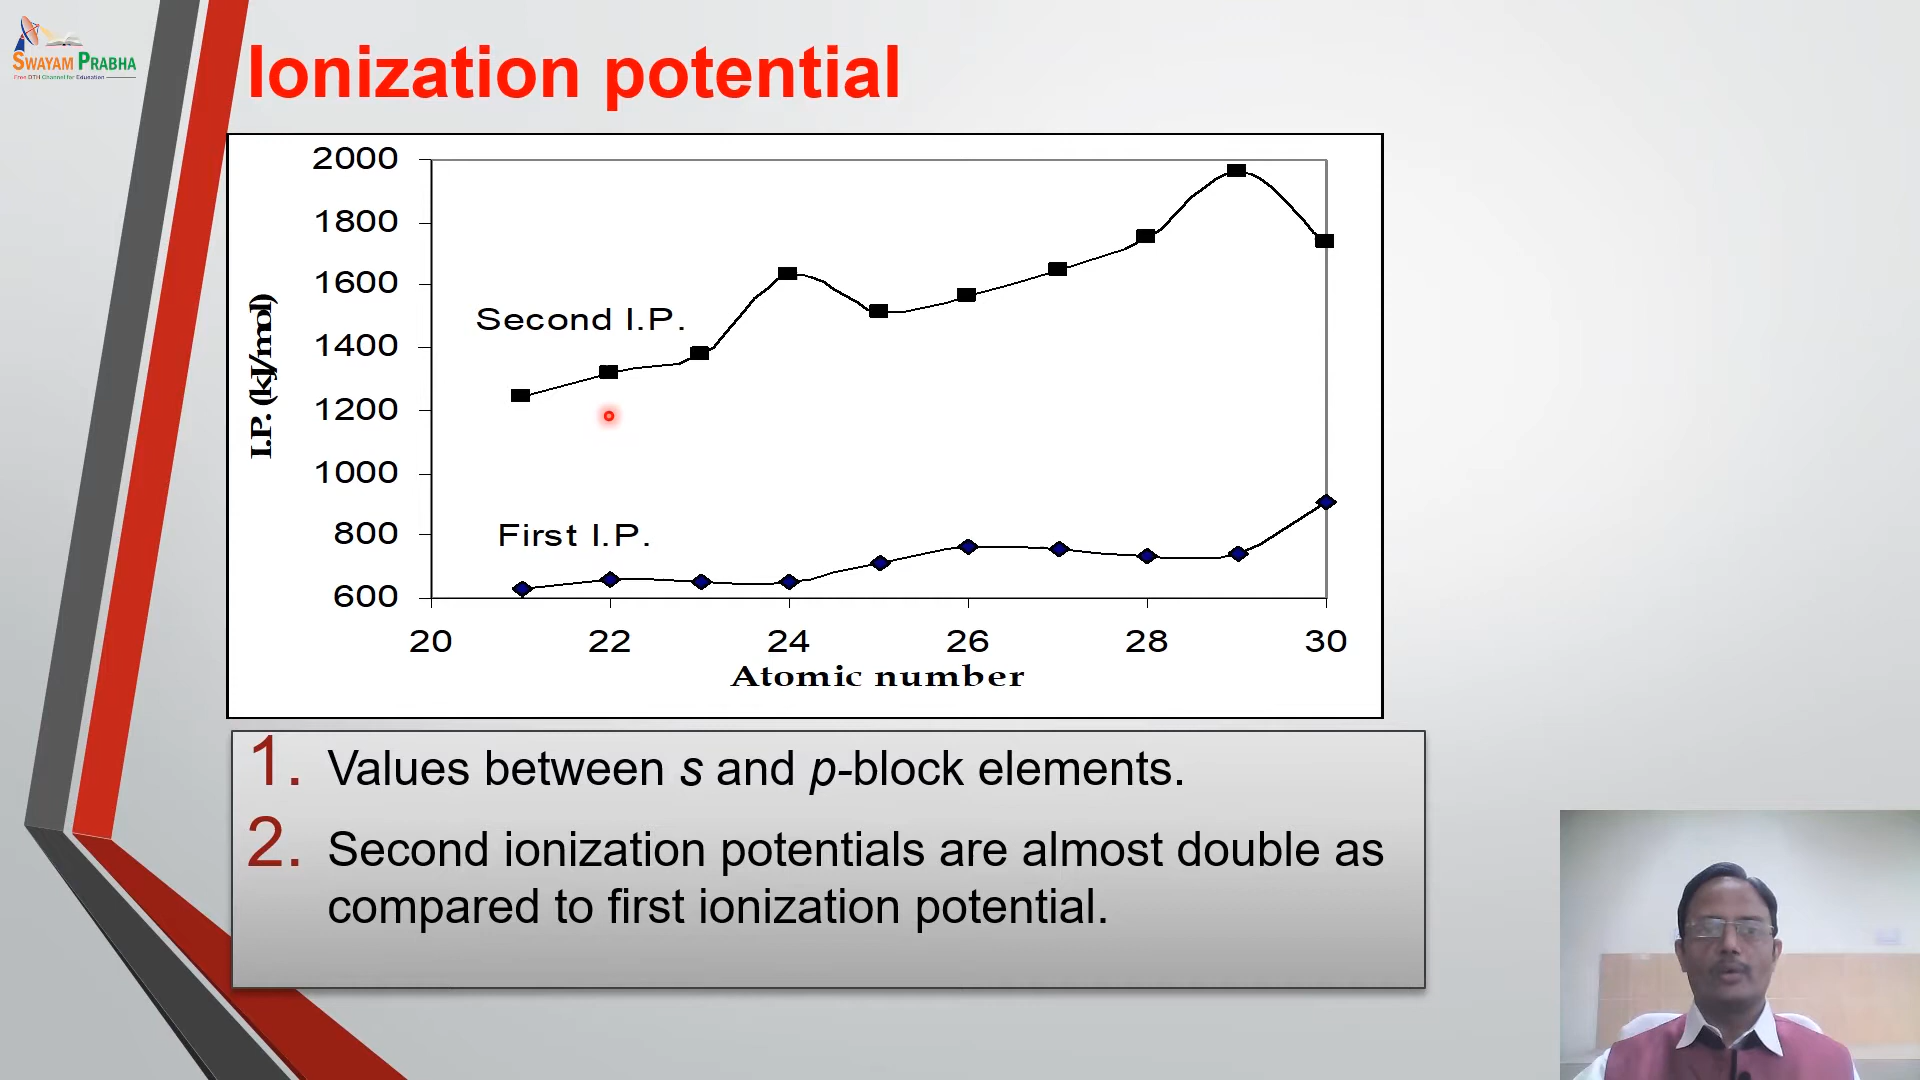 SWAYAM PRABHA
Free DTH Channel for Education
Ionization potential
2000
1800
1600
1400
1200
1000
800
600
I.P. (kJ/mol)
Second I.P.
First I.P.
20 22 24 26 28 30
Atomic number
1. Values between s and p-block elements.
2. Second ionization potentials are almost double as
compared to first ionization potential.